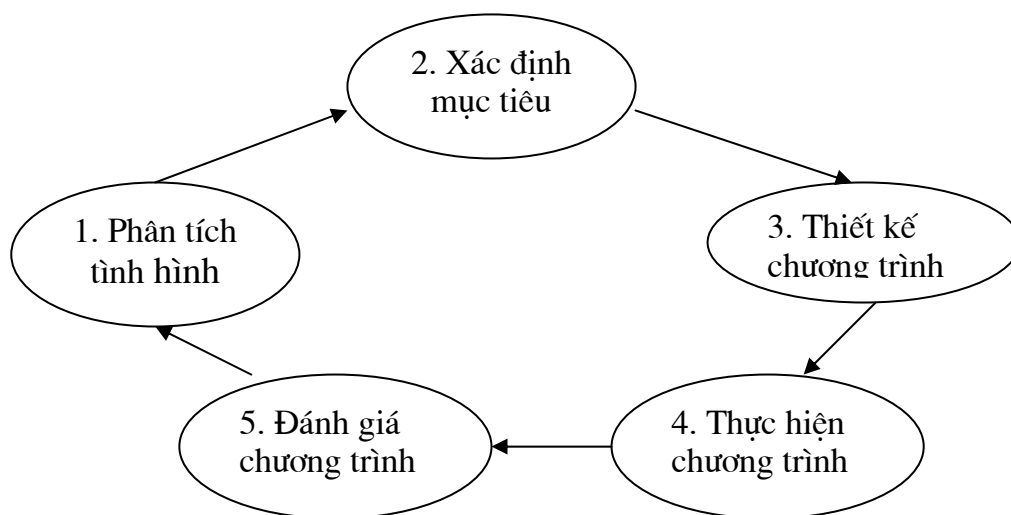 2. Xác định
mục tiêu
1. Phân tích
tình hình
3. Thiết kế
chương trình
5. Đánh giá
chương trình
4. Thực hiện
chương trình